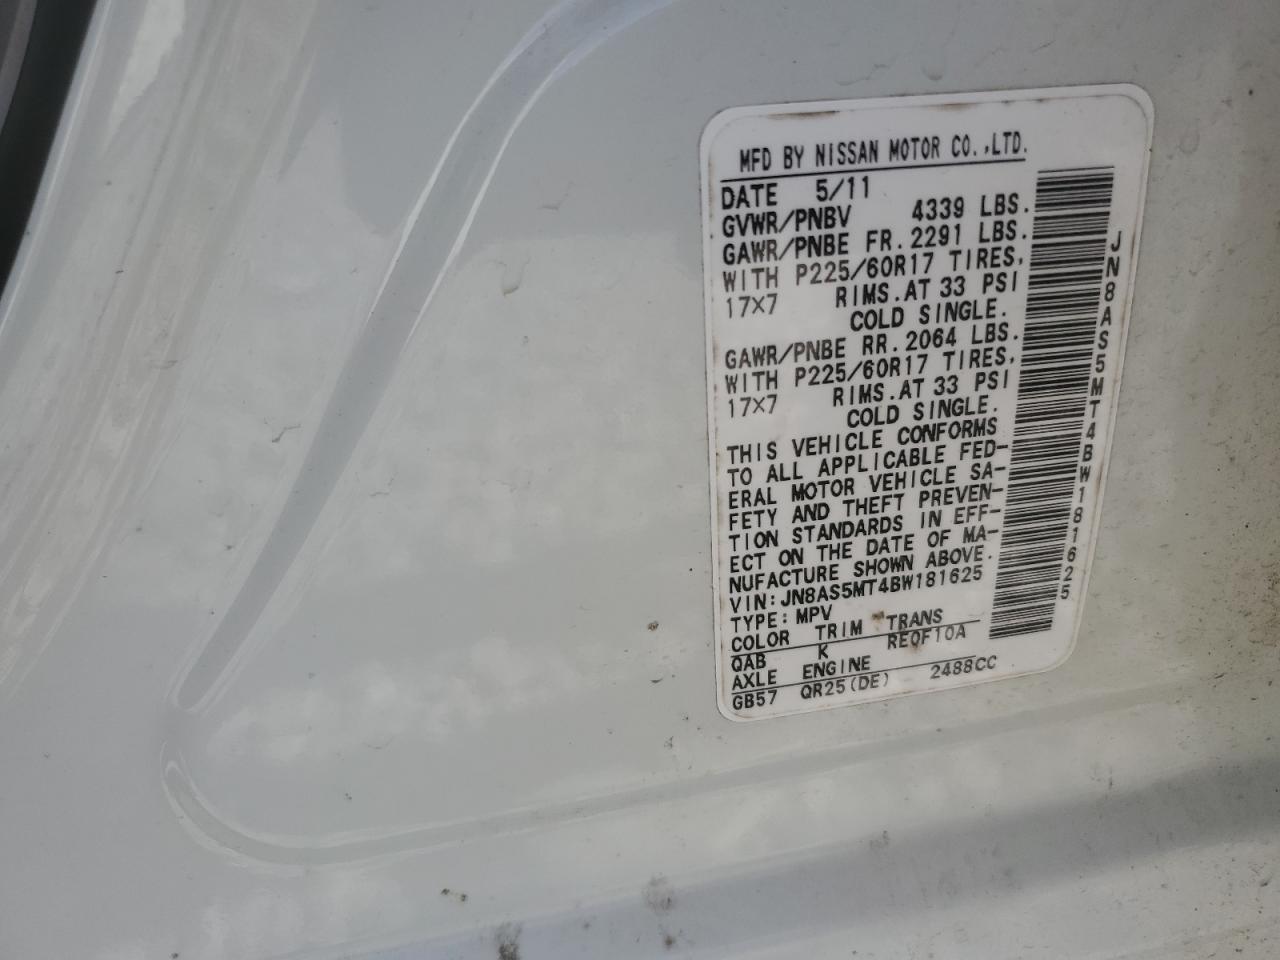 MFD BY NISSAN MOTOR CO.,LTD.
DATE 5/11
GVWR/PNBV 4339 LBS.
GAWR/PNBE FR. 2291 LBS.
WITH P225/60R17 TIRES,
17X7 RIMS.AT 33 PSI
COLD SINGLE.
GAWR/PNBE RR. 2064 LBS.
WITH P225/60R17 TIRES,
17X7 RIMS.AT 33 PSI
COLD SINGLE.
THIS VEHICLE CONFORMS
TO ALL APPLICABLE FED-
ERAL MOTOR VEHICLE SA-
FETY AND THEFT PREVEN-
TION STANDARDS IN EFF-
ECT ON THE DATE OF MA-
NUFACTURE SHOWN ABOVE.
VIN:JN8AS5MT4BW181625
TYPE:MPV
COLOR TRIM TRANS
QAB K RE0F10A
AXLE ENGINE
GB57 QR25(DE) 2488CC
JN8AS5MT4BW181625